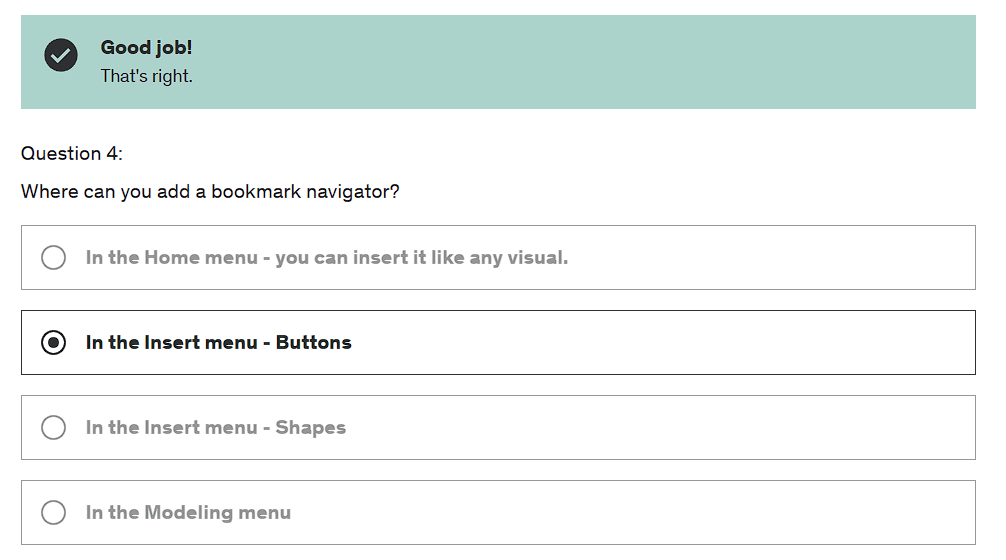 Good job!
That's right.
Question 4:
Where can you add a bookmark navigator?
In the Home menu - you can insert it like any visual.
In the Insert menu - Buttons
In the Insert menu - Shapes
In the Modeling menu